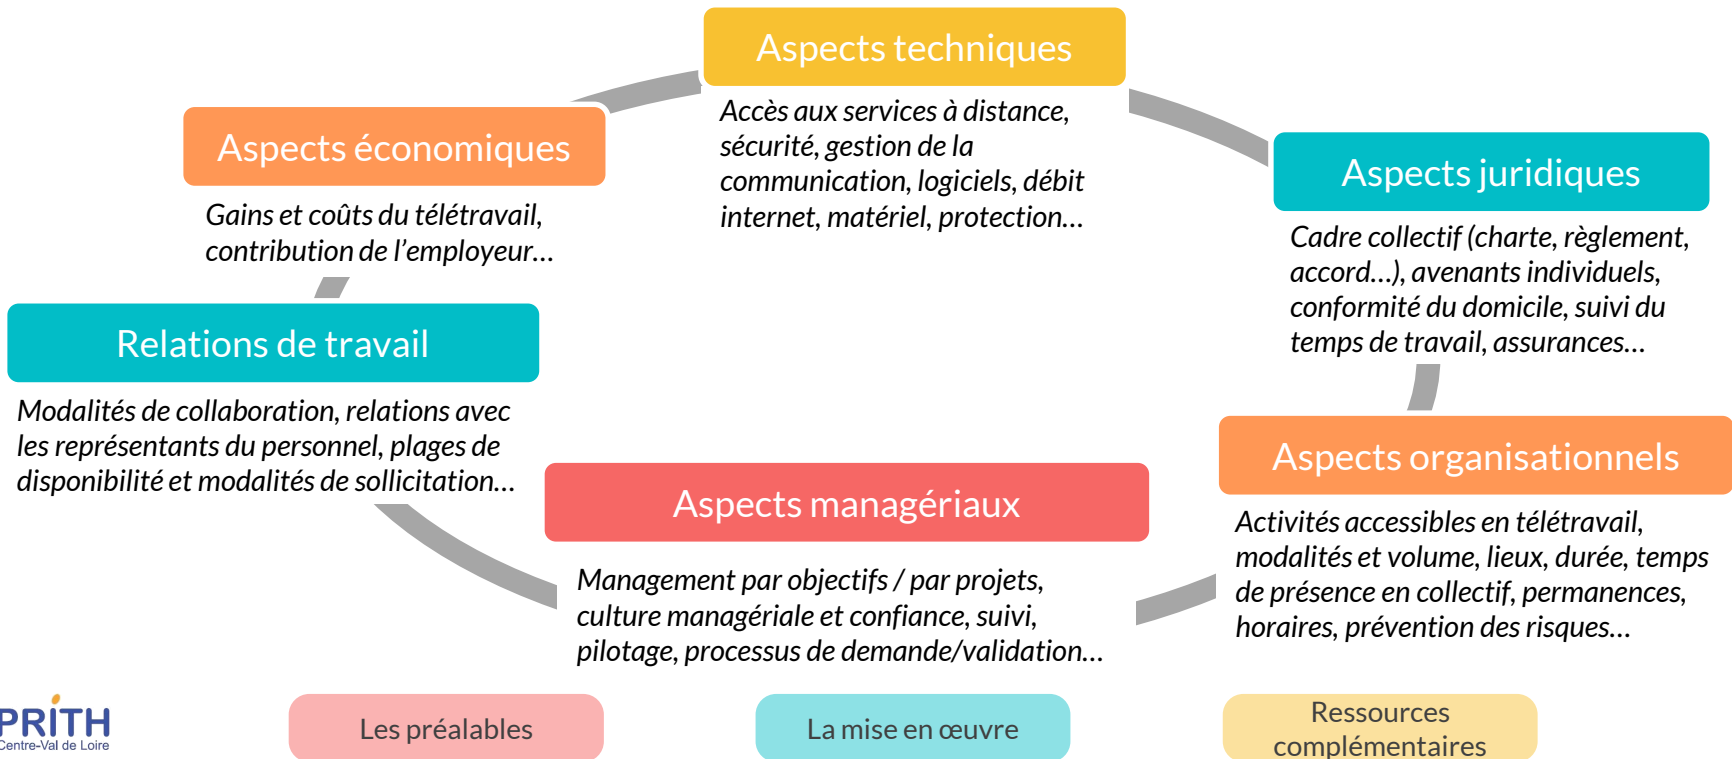 Aspects techniques
Accès aux services à distance,
sécurité, gestion de la
communication, logiciels, débit
internet, matériel, protection…
Aspects économiques
Gains et coûts du télétravail,
contribution de l’employeur…
Aspects juridiques
Cadre collectif (charte, règlement,
accord…), avenants individuels,
conformité du domicile, suivi du
temps de travail, assurances…
Relations de travail
Modalités de collaboration, relations avec
les représentants du personnel, plages de
disponibilité et modalités de sollicitation…
Aspects managériaux
Management par objectifs / par projets,
culture managériale et confiance, suivi,
pilotage, processus de demande/validation…
Aspects organisationnels
Activités accessibles en télétravail,
modalités et volume, lieux, durée, temps
de présence en collectif, permanences,
horaires, prévention des risques…
PRITH
Centre-Val de Loire
Les préalables
La mise en œuvre
Ressources
complémentaires